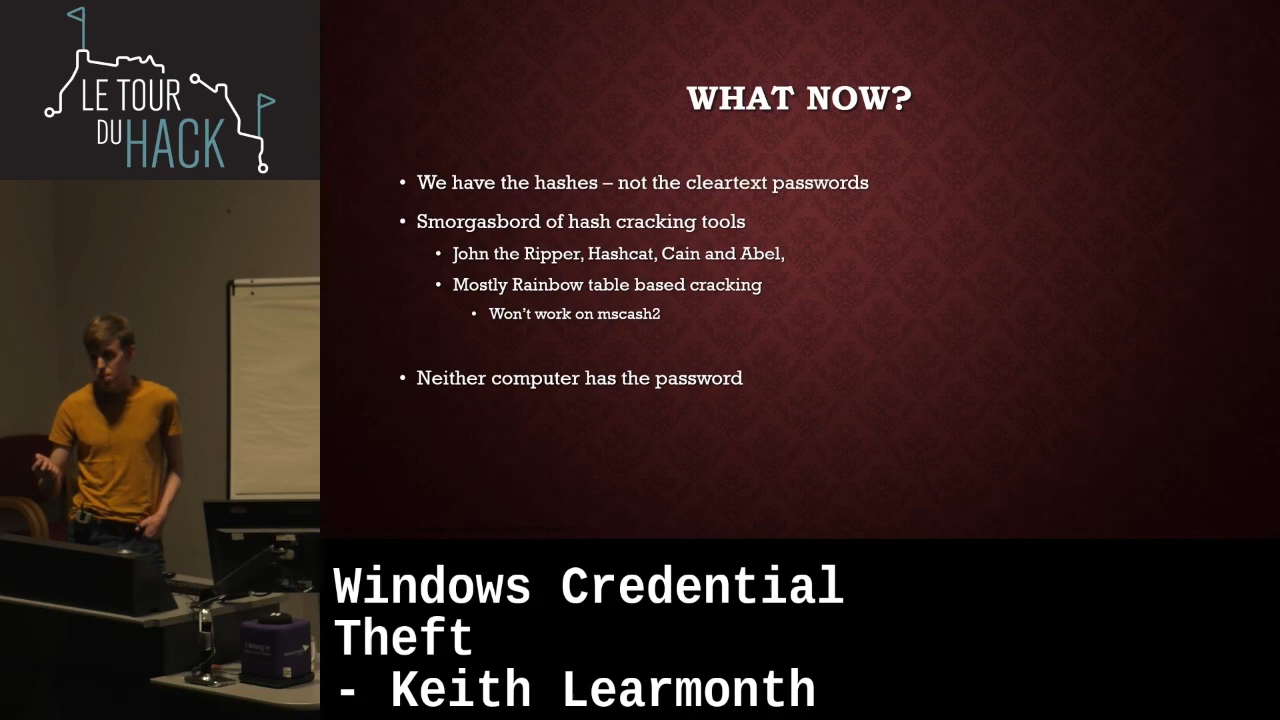 LE TOUR
DU HACK
WHAT NOW?
• We have the hashes – not the cleartext passwords
• Smorgasbord of hash cracking tools
• John the Ripper, Hashcat, Cain and Abel,
• Mostly Rainbow table based cracking
• Won't work on mscash2
• Neither computer has the password
Windows Credential
Theft
- Keith Learmonth